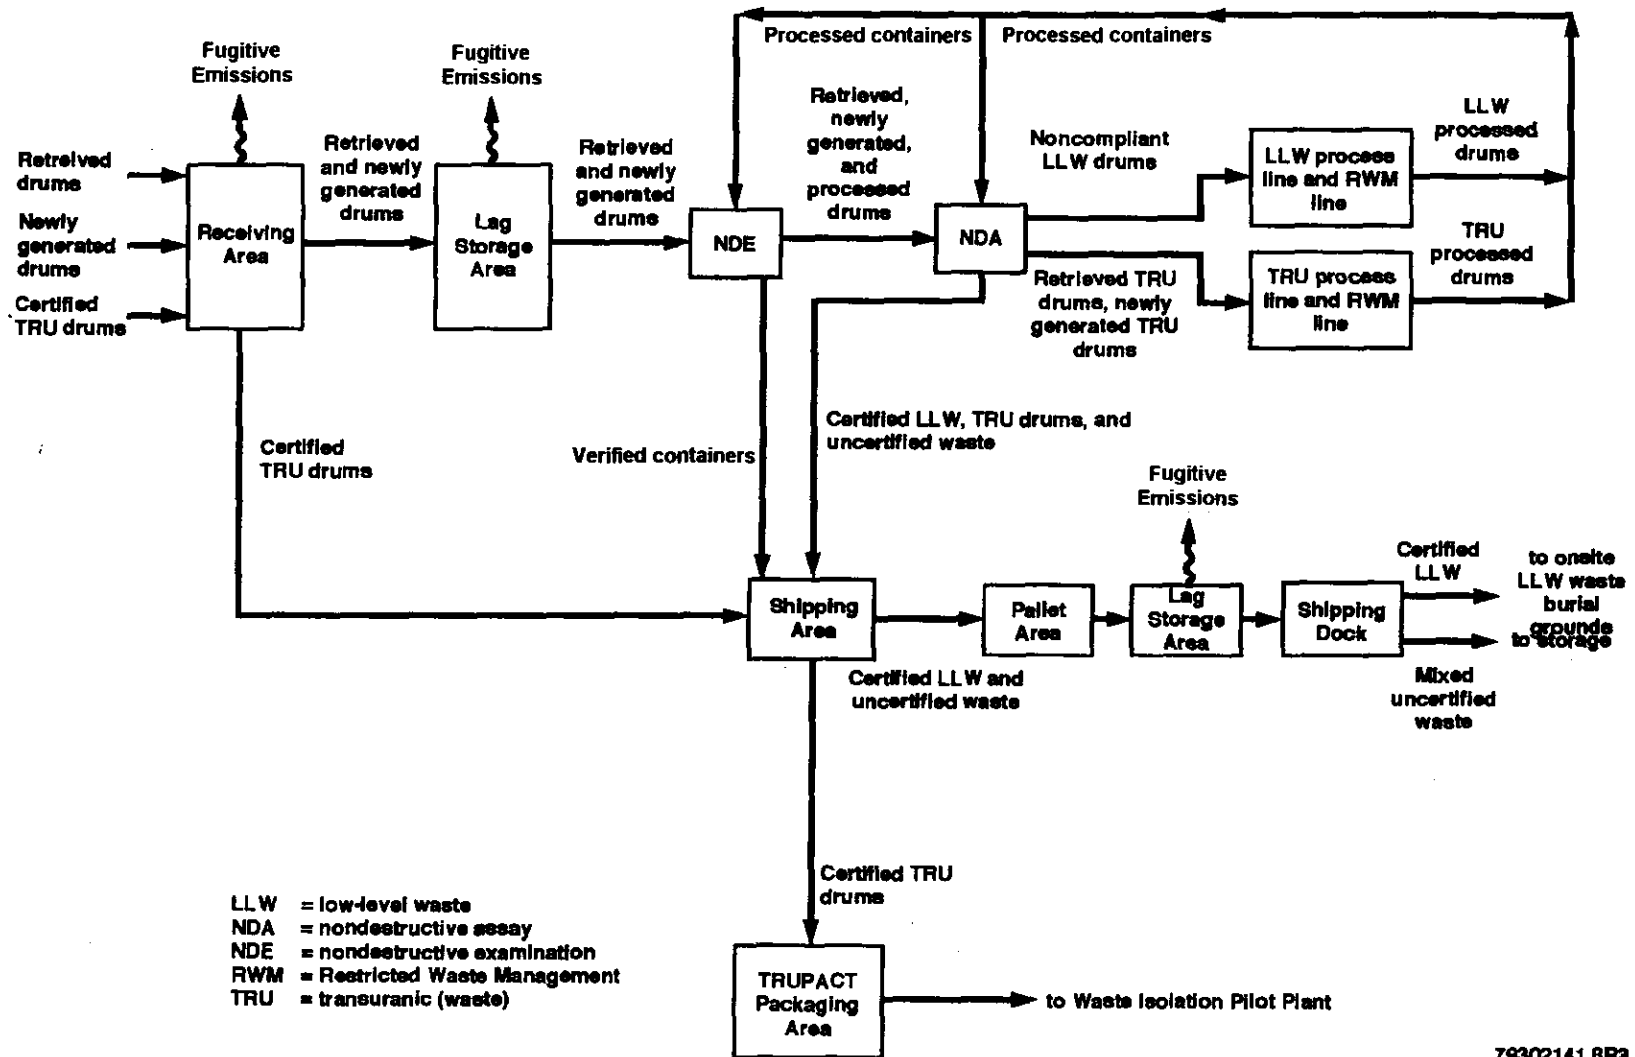 Processed containers
Processed containers
Fugitive
Emissions
Fugitive
Emissions
Retreived
drums
Newly
generated
drums
Certified
TRU drums
Receiving
Area
Retrieved
and newly
generated
drums
Lag
Storage
Area
Retrieved
and newly
generated
drums
NDE
Retrieved,
newly
generated,
and
processed
drums
NDA
Noncompliant
LLW drums
LLW process
line and RWM
line
LLW
processed
drums
Retrieved TRU
drums, newly
generated TRU
drums
TRU process
line and RWM
line
TRU
processed
drums
Certified
TRU drums
Verified containers
Certified LLW, TRU drums, and
uncertified waste
Fugitive
Emissions
Shipping
Area
Certified LLW and
uncertified waste
Pallet
Area
Lag
Storage
Area
Shipping
Dock
Certified
LLW
to onsite
LLW waste
burial
grounds
to storage
Mixed
uncertified
waste
Certified TRU
drums
TRUPACT
Packaging
Area
to Waste Isolation Pilot Plant
LLW = low-level waste
NDA = nondestructive assay
NDE = nondestructive examination
RWM = Restricted Waste Management
TRU = transuranic (waste)
79302141.8R3